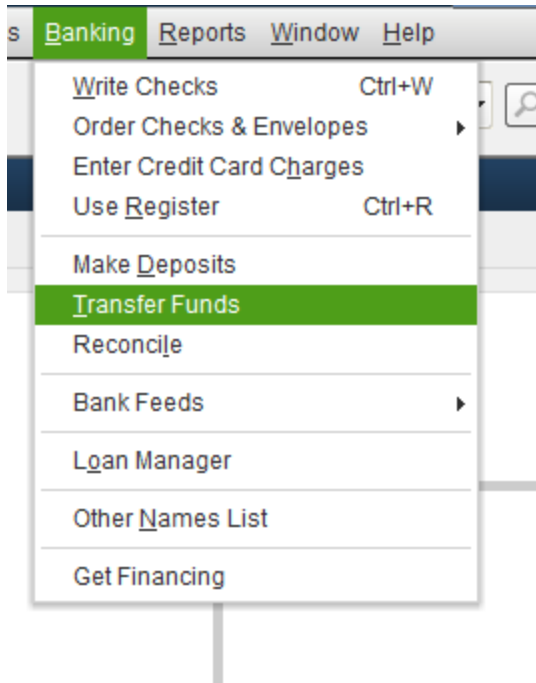 s Banking Reports Window Help
Write Checks Ctrl+W
Order Checks & Envelopes
Enter Credit Card Charges
Use Register Ctrl+R
Make Deposits
Transfer Funds
Reconcile
Bank Feeds
Loan Manager
Other Names List
Get Financing